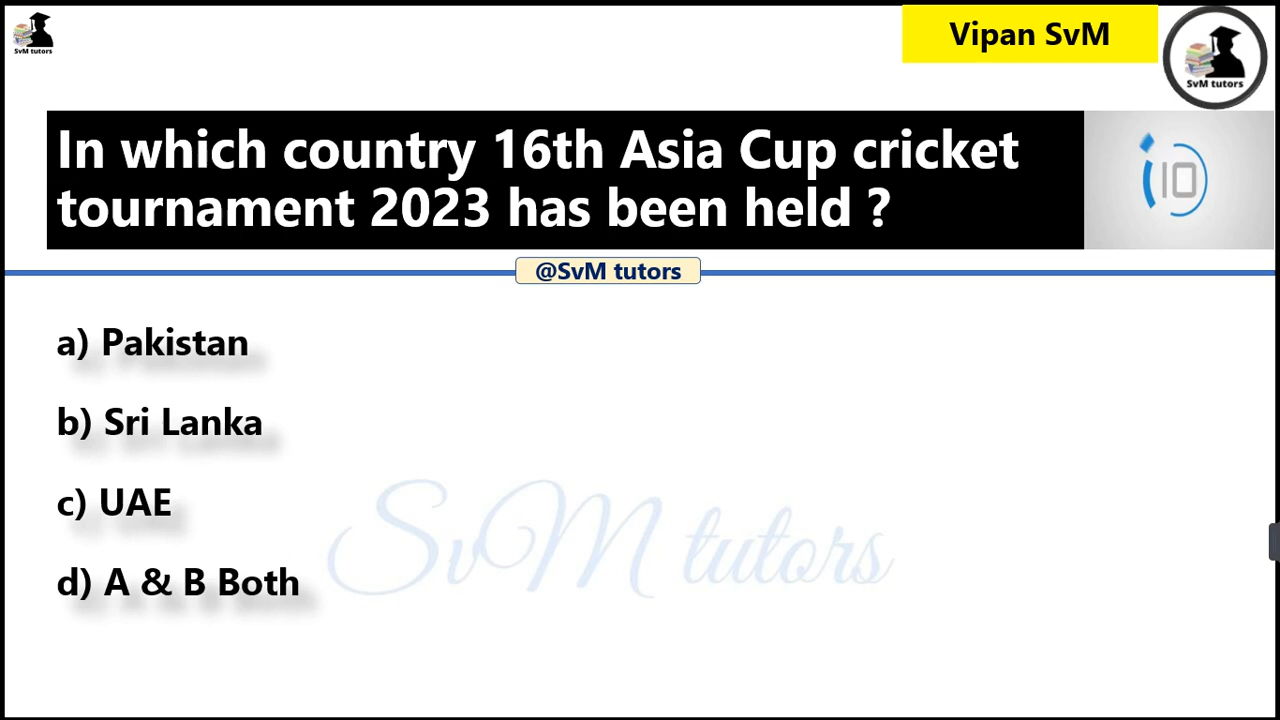 SvM tutors
Vipan SvM
SvM tutors
In which country 16th Asia Cup cricket
tournament 2023 has been held ?
10
@SvM tutors
a) Pakistan
b) Sri Lanka
c) UAE
d) A & B Both
SvM tutors